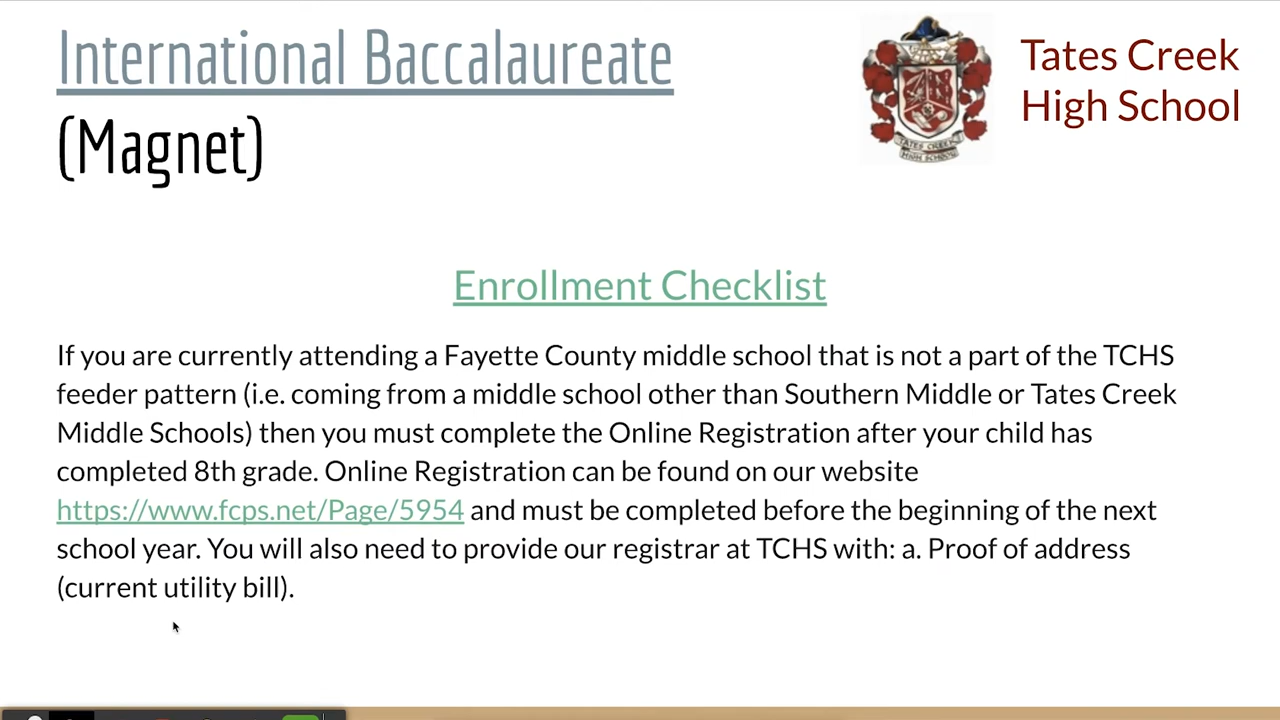 International Baccalaureate
(Magnet)
Tates Creek
High School
TATES CREEK
HIGH SCHOOL
Enrollment Checklist
If you are currently attending a Fayette County middle school that is not a part of the TCHS
feeder pattern (i.e. coming from a middle school other than Southern Middle or Tates Creek
Middle Schools) then you must complete the Online Registration after your child has
completed 8th grade. Online Registration can be found on our website
https://www.fcps.net/Page/5954 and must be completed before the beginning of the next
school year. You will also need to provide our registrar at TCHS with: a. Proof of address
(current utility bill).